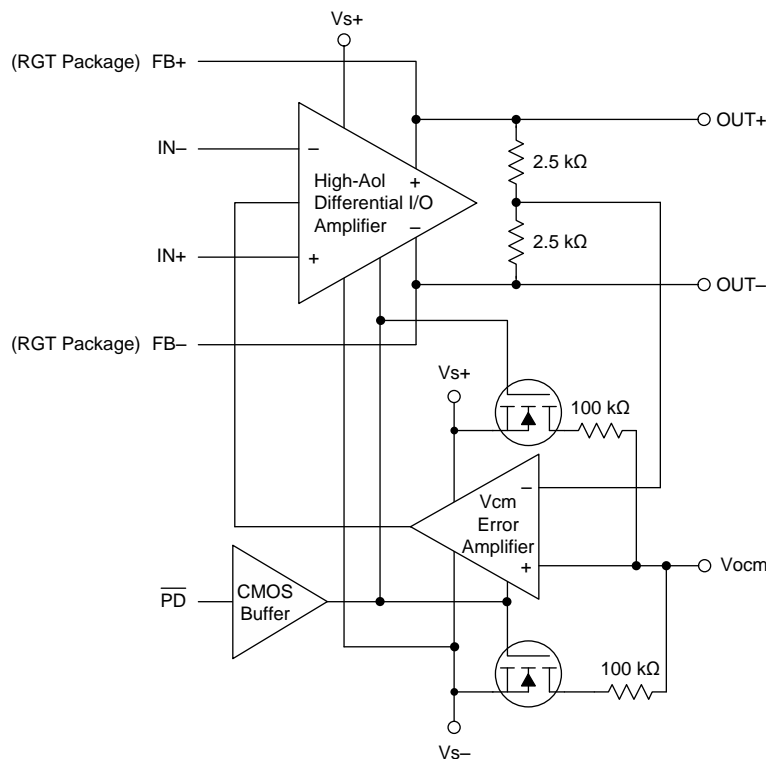 Vs+
(RGT Package) FB+
OUT+
IN–
–
2.5 kΩ
High-Aol
Differential I/O
Amplifier
+
–
2.5 kΩ
IN+
+
OUT–
(RGT Package) FB–
Vs+
100 kΩ
–
Vcm
Error
Amplifier
+
Vocm
PD
CMOS
Buffer
100 kΩ
Vs–